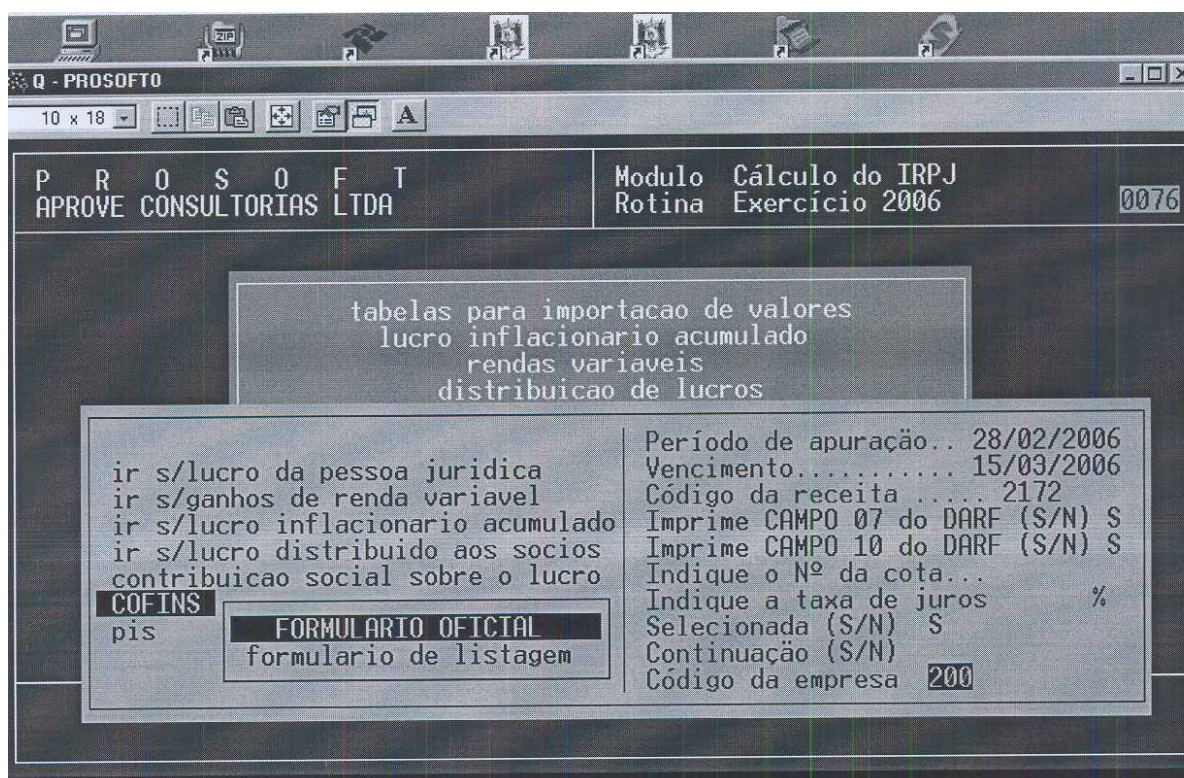 ZIP
Q - PROSOFT0
10 x 18
A
P R O S O F T
APROVE CONSULTORIAS LTDA
Modulo Cálculo do IRPJ
Rotina Exercício 2006
0076
tabelas para importacao de valores
lucro inflacionario acumulado
rendas variaveis
distribuicao de lucros
ir s/lucro da pessoa juridica
ir s/ganhos de renda variavel
ir s/lucro inflacionario acumulado
ir s/lucro distribuido aos socios
contribuicao social sobre o lucro
COFINS
pis
FORMULARIO OFICIAL
formulario de listagem
Período de apuração.. 28/02/2006
Vencimento........... 15/03/2006
Código da receita ..... 2172
Imprime CAMPO 07 do DARF (S/N) S
Imprime CAMPO 10 do DARF (S/N) S
Indique o Nº da cota...
Indique a taxa de juros %
Selecionada (S/N) S
Continuação (S/N)
Código da empresa 200